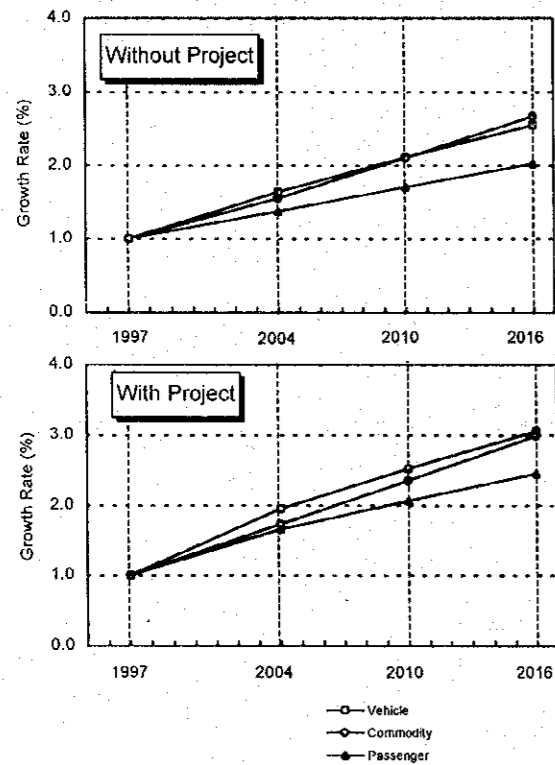 4.0
Without Project
3.0
Growth Rate (%)
2.0
1.0
0.0
1997 2004 2010 2016
4.0
With Project
3.0
Growth Rate (%)
2.0
1.0
0.0
1997 2004 2010 2016
Vehicle
Commodity
Passenger